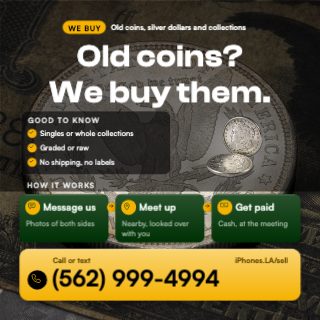 WE BUY Old coins, silver dollars and collections
Old coins?
We buy them.
GOOD TO KNOW
Singles or whole collections
Graded or raw
No shipping, no labels
HOW IT WORKS
Message us
Photos of both sides
Meet up
Nearby, looked over
with you
Get paid
Cash, at the meeting
Call or text
(562) 999-4994
iPhones.LA/sell